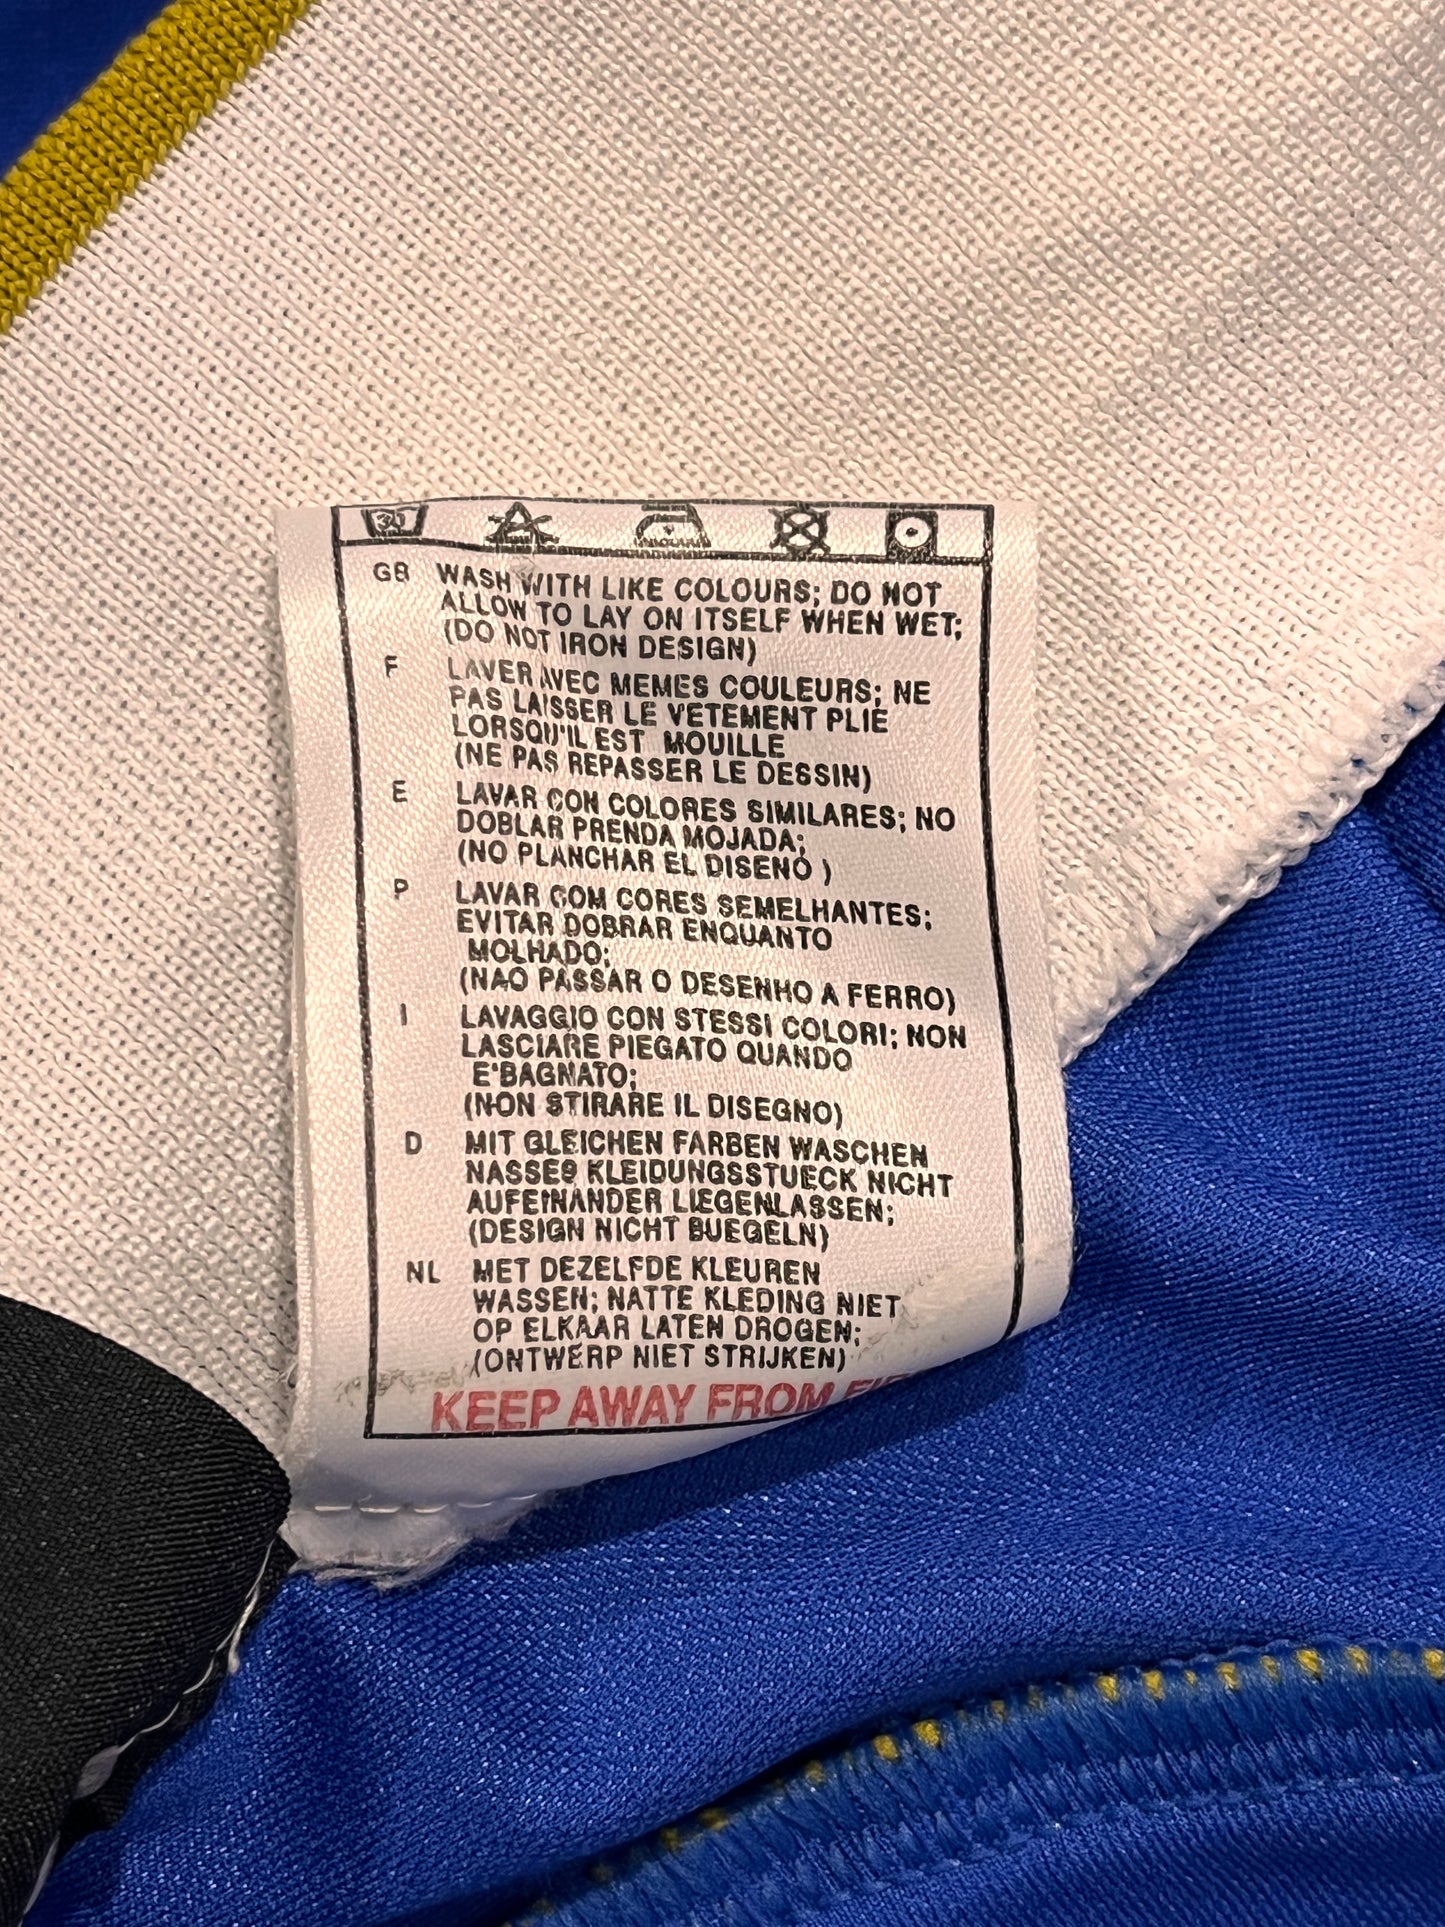 30
GB WASH WITH LIKE COLOURS; DO NOT
ALLOW TO LAY ON ITSELF WHEN WET;
(DO NOT IRON DESIGN)
F LAVER AVEC MEMES COULEURS; NE
PAS LAISSER LE VETEMENT PLIE
LORSQU'IL EST MOUILLE
(NE PAS REPASSER LE DESSIN)
E LAVAR CON COLORES SIMILARES; NO
DOBLAR PRENDA MOJADA;
(NO PLANCHAR EL DISENO )
P LAVAR COM CORES SEMELHANTES;
EVITAR DOBRAR ENQUANTO
MOLHADO;
(NAO PASSAR O DESENHO A FERRO)
I LAVAGGIO CON STESSI COLORI; NON
LASCIARE PIEGATO QUANDO
E'BAGNATO;
(NON STIRARE IL DISEGNO)
D MIT GLEICHEN FARBEN WASCHEN
NASSES KLEIDUNGSSTUECK NICHT
AUFEINANDER LIEGENLASSEN;
(DESIGN NICHT BUEGELN)
NL MET DEZELFDE KLEUREN
WASSEN; NATTE KLEDING NIET
OP ELKAAR LATEN DROGEN;
(ONTWERP NIET STRIJKEN)
KEEP AWAY FROM